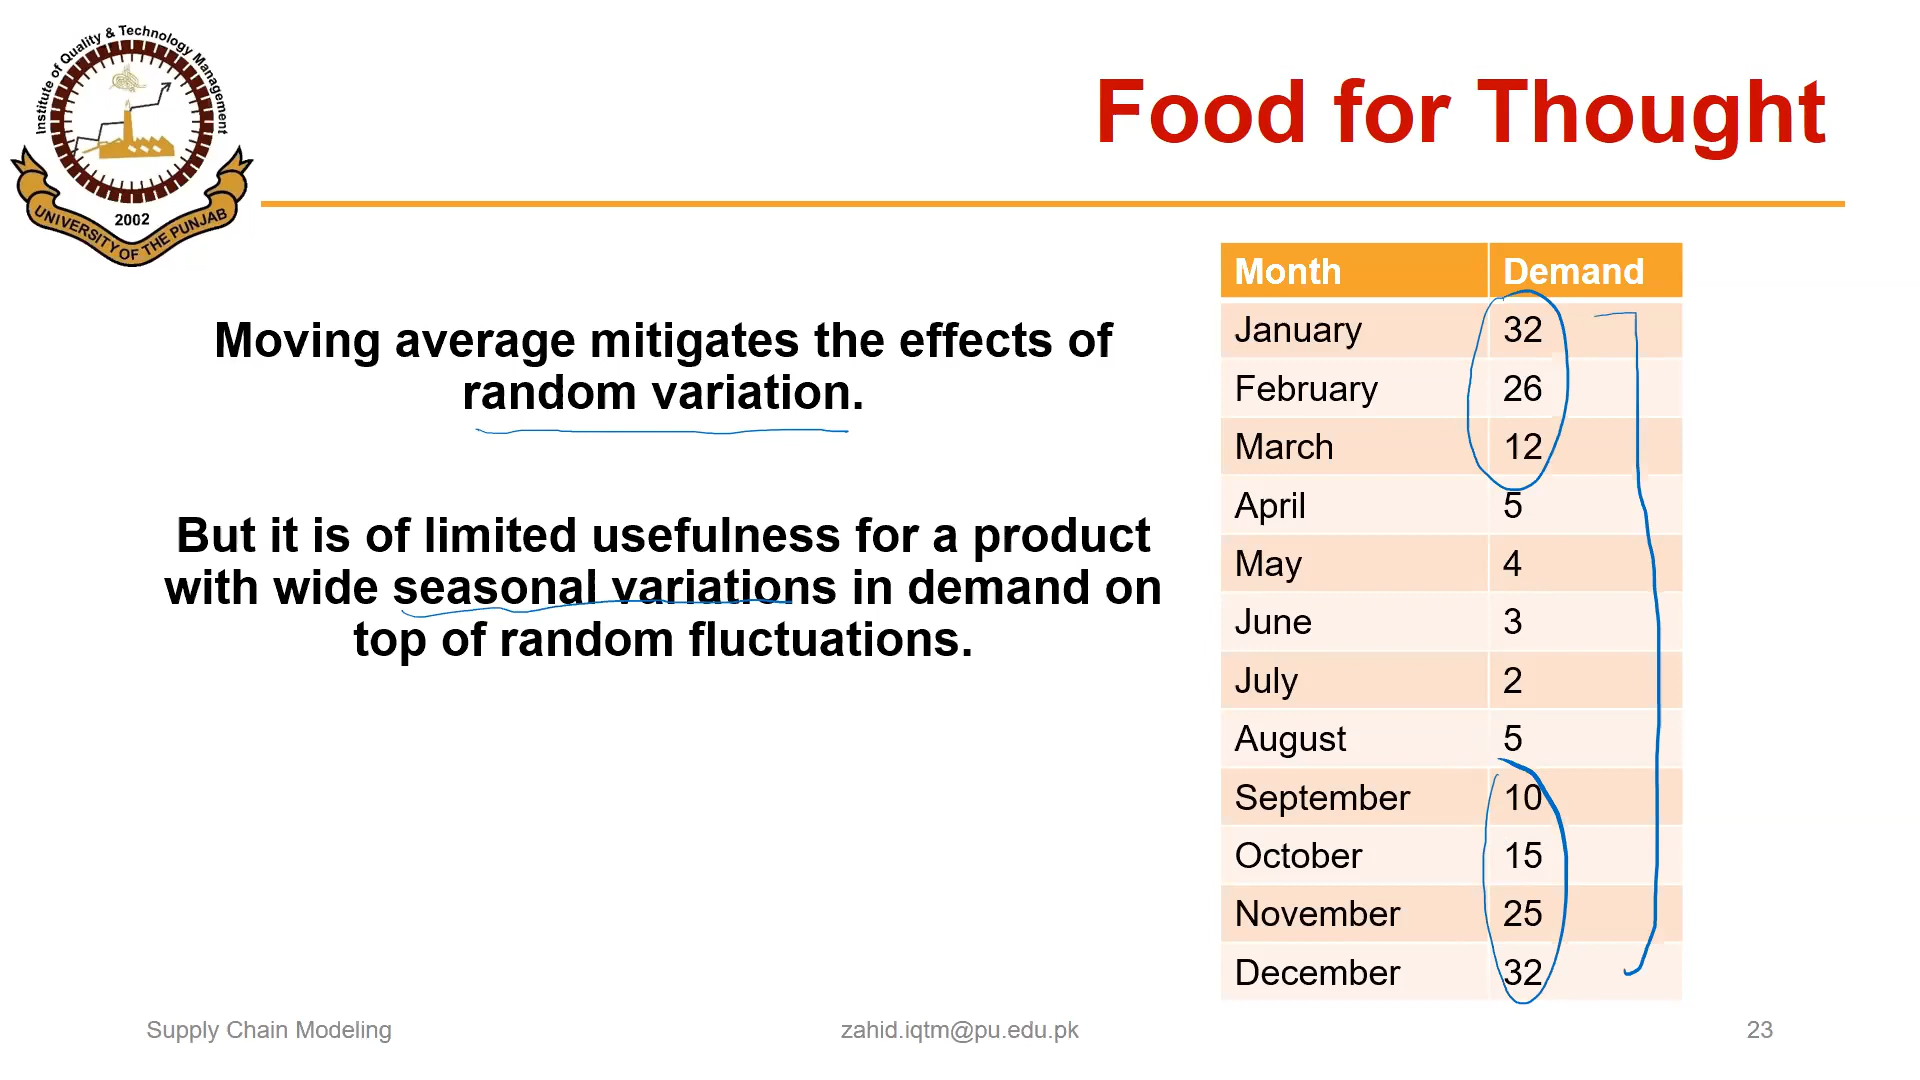 Institute of Quality & Technology Management
2002
UNIVERSITY OF THE PUNJAB
Food for Thought
Moving average mitigates the effects of
random variation.
But it is of limited usefulness for a product
with wide seasonal variations in demand on
top of random fluctuations.
Month Demand
January 32
February 26
March 12
April 5
May 4
June 3
July 2
August 5
September 10
October 15
November 25
December 32
Supply Chain Modeling zahid.iqtm@pu.edu.pk 23